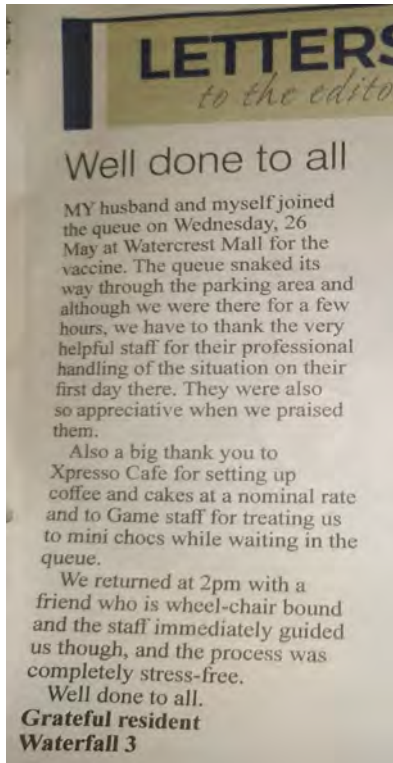 LETTERS
to the edito
Well done to all
MY husband and myself joined
the queue on Wednesday, 26
May at Watercrest Mall for the
vaccine. The queue snaked its
way through the parking area and
although we were there for a few
hours, we have to thank the very
helpful staff for their professional
handling of the situation on their
first day there. They were also
so appreciative when we praised
them.
Also a big thank you to
Xpresso Cafe for setting up
coffee and cakes at a nominal rate
and to Game staff for treating us
to mini chocs while waiting in the
queue.
We returned at 2pm with a
friend who is wheel-chair bound
and the staff immediately guided
us though, and the process was
completely stress-free.
Well done to all.
Grateful resident
Waterfall 3